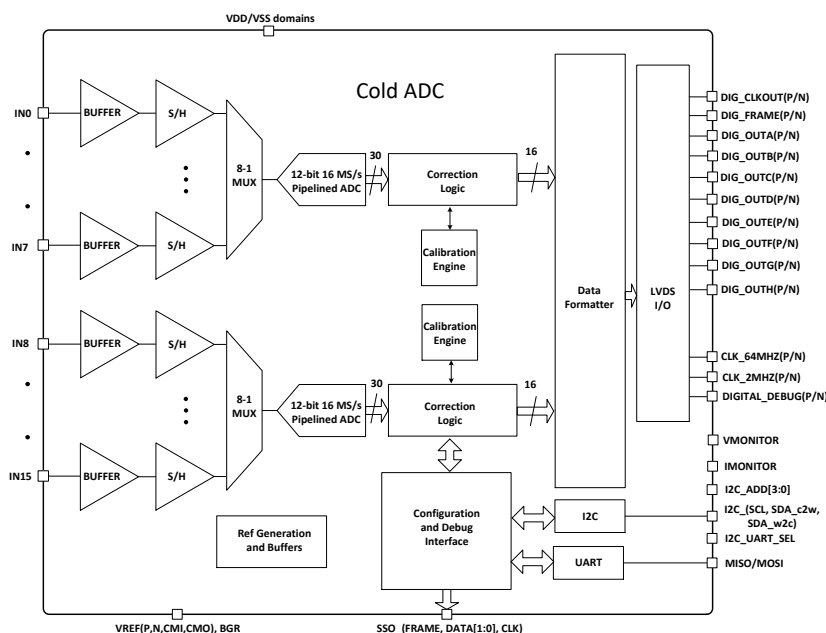 VDD/VSS domains
Cold ADC
IN0
BUFFER
S/H
8-1
MUX
12-bit 16 MS/s
Pipelined ADC
30
Correction
Logic
16
Calibration
Engine
IN7
BUFFER
S/H
IN8
BUFFER
S/H
8-1
MUX
12-bit 16 MS/s
Pipelined ADC
30
Calibration
Engine
Correction
Logic
16
IN15
BUFFER
S/H
Ref Generation
and Buffers
Configuration
and Debug
Interface
I2C
UART
Data
Formatter
LVDS
I/O
DIG_CLKOUT(P/N)
DIG_FRAME(P/N)
DIG_OUTA(P/N)
DIG_OUTB(P/N)
DIG_OUTC(P/N)
DIG_OUTD(P/N)
DIG_OUTE(P/N)
DIG_OUTF(P/N)
DIG_OUTG(P/N)
DIG_OUTH(P/N)
CLK_64MHZ(P/N)
CLK_2MHZ(P/N)
DIGITAL_DEBUG(P/N)
VMONITOR
IMONITOR
I2C_ADD[3:0]
I2C_(SCL, SDA_c2w,
SDA_w2c)
I2C_UART_SEL
MISO/MOSI
VREF(P,N,CMI,CMO), BGR
SSO (FRAME, DATA[1:0], CLK)